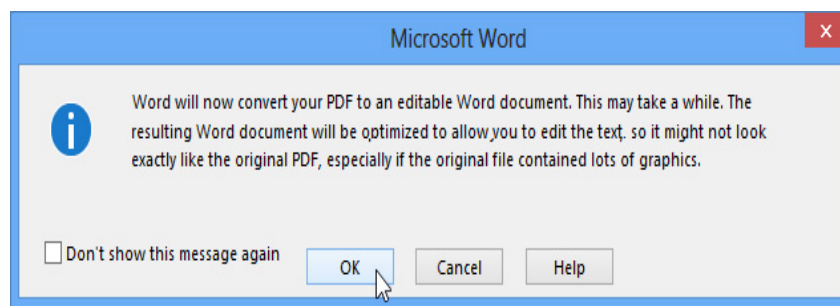 Microsoft Word
x
Word will now convert your PDF to an editable Word document. This may take a while. The
resulting Word document will be optimized to allow you to edit the text. so it might not look
exactly like the original PDF, especially if the original file contained lots of graphics.
Don't show this message again
OK
Cancel
Help